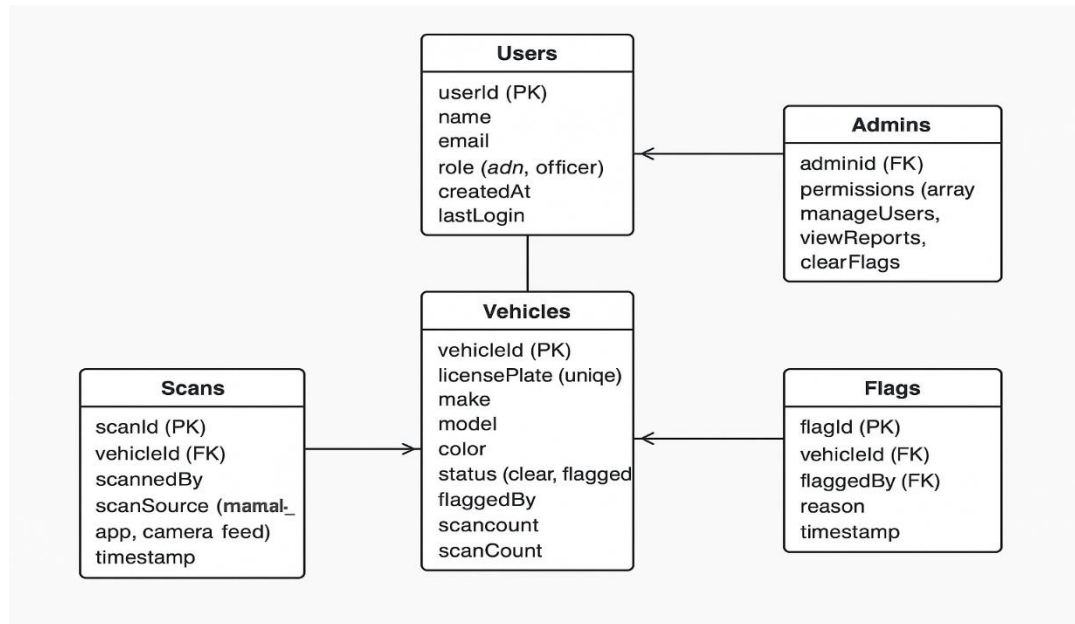 Users
userId (PK)
name
email
role (adn, officer)
createdAt
lastLogin
Admins
adminid (FK)
permissions (array
manageUsers,
viewReports,
clearFlags
Vehicles
vehicleId (PK)
licensePlate (uniqe)
make
model
color
status (clear, flagged
flaggedBy
scancount
scanCount
Scans
scanId (PK)
vehicleId (FK)
scannedBy
scanSource (mamal-_
app, camera feed)
timestamp
Flags
flagId (PK)
vehicleId (FK)
flaggedBy (FK)
reason
timestamp